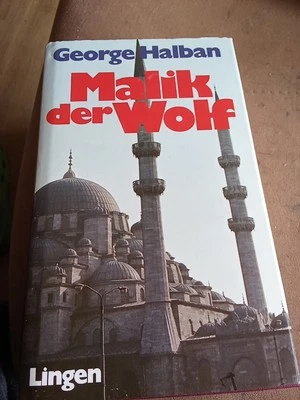 George Halban
Malik
der Wolf
Lingen